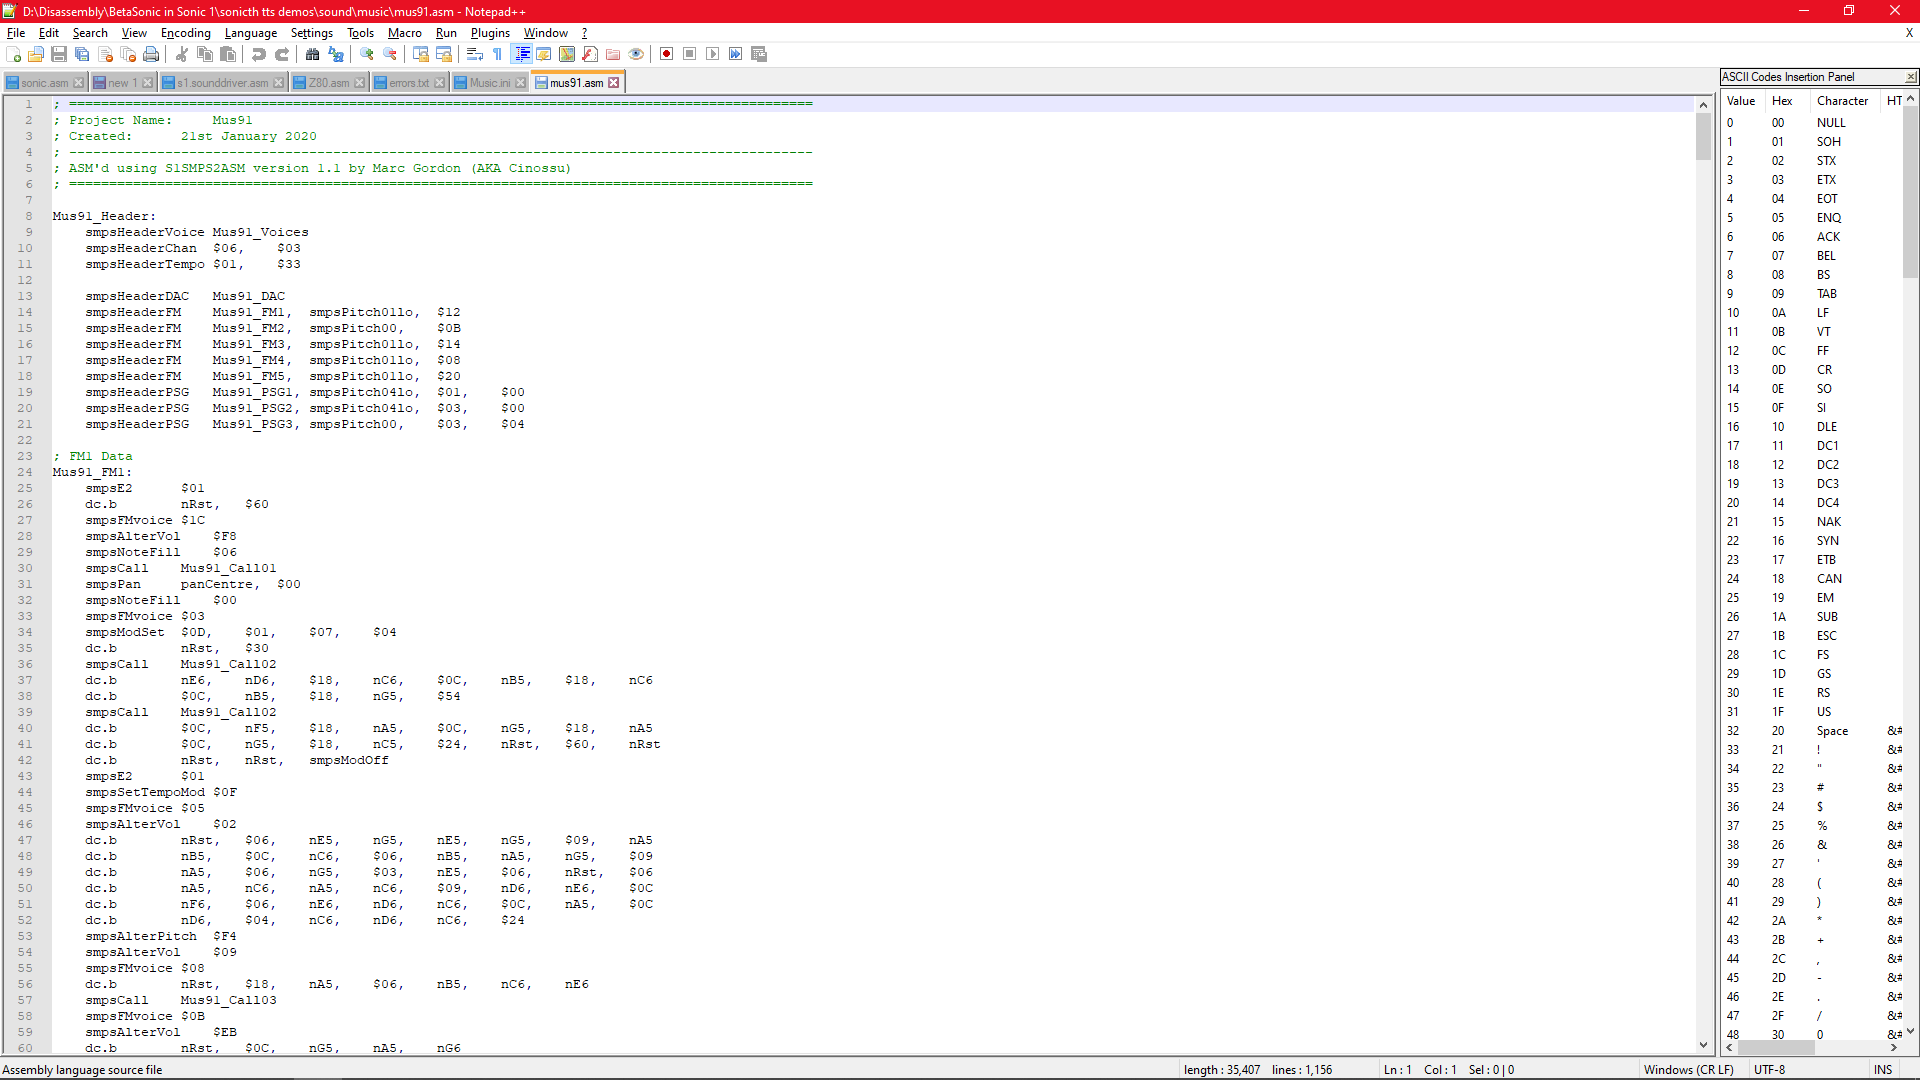 D:\Disassembly\BetaSonic in Sonic 1\sonicth tts demos\sound\music\mus91.asm - Notepad++
File Edit Search View Encoding Language Settings Tools Macro Run Plugins Window ? X
sonic.asm new 1 s1.sounddriver.asm Z80.asm errors.txt Music.ini mus91.asm
1 ; =============================================================================================
2 ; Project Name: Mus91
3 ; Created: 21st January 2020
4 ; ---------------------------------------------------------------------------------------------
5 ; ASM'd using S1SMPS2ASM version 1.1 by Marc Gordon (AKA Cinossu)
6 ; =============================================================================================
7
8 Mus91_Header:
9 smpsHeaderVoice Mus91_Voices
10 smpsHeaderChan $06, $03
11 smpsHeaderTempo $01, $33
12
13 smpsHeaderDAC Mus91_DAC
14 smpsHeaderFM Mus91_FM1, smpsPitch01lo, $12
15 smpsHeaderFM Mus91_FM2, smpsPitch00, $0B
16 smpsHeaderFM Mus91_FM3, smpsPitch01lo, $14
17 smpsHeaderFM Mus91_FM4, smpsPitch01lo, $08
18 smpsHeaderFM Mus91_FM5, smpsPitch01lo, $20
19 smpsHeaderPSG Mus91_PSG1, smpsPitch04lo, $01, $00
20 smpsHeaderPSG Mus91_PSG2, smpsPitch04lo, $03, $00
21 smpsHeaderPSG Mus91_PSG3, smpsPitch00, $03, $04
22
23 ; FM1 Data
24 Mus91_FM1:
25 smpsE2 $01
26 dc.b nRst, $60
27 smpsFMvoice $1C
28 smpsAlterVol $F8
29 smpsNoteFill $06
30 smpsCall Mus91_Call01
31 smpsPan panCentre, $00
32 smpsNoteFill $00
33 smpsFMvoice $03
34 smpsModSet $0D, $01, $07, $04
35 dc.b nRst, $30
36 smpsCall Mus91_Call02
37 dc.b nE6, nD6, $18, nC6, $0C, nB5, $18, nC6
38 dc.b $0C, nB5, $18, nG5, $54
39 smpsCall Mus91_Call02
40 dc.b $0C, nF5, $18, nA5, $0C, nG5, $18, nA5
41 dc.b $0C, nG5, $18, nC5, $24, nRst, $60, nRst
42 dc.b nRst, nRst, smpsModOff
43 smpsE2 $01
44 smpsSetTempoMod $0F
45 smpsFMvoice $05
46 smpsAlterVol $02
47 dc.b nRst, $06, nE5, nG5, nE5, nG5, $09, nA5
48 dc.b nB5, $0C, nC6, $06, nB5, nA5, nG5, $09
49 dc.b nA5, $06, nG5, $03, nE5, $06, nRst, $06
50 dc.b nA5, nC6, nA5, nC6, $09, nD6, nE6, $0C
51 dc.b nF6, $06, nE6, nD6, nC6, $0C, nA5, $0C
52 dc.b nD6, $04, nC6, nD6, nC6, $24
53 smpsAlterPitch $F4
54 smpsAlterVol $09
55 smpsFMvoice $08
56 dc.b nRst, $18, nA5, $06, nB5, nC6, nE6
57 smpsCall Mus91_Call03
58 smpsFMvoice $0B
59 smpsAlterVol $EB
60 dc.b nRst, $0C, nG5, nA5, nG6
ASCII Codes Insertion Panel
Value Hex Character HT
0 00 NULL
1 01 SOH
2 02 STX
3 03 ETX
4 04 EOT
5 05 ENQ
6 06 ACK
7 07 BEL
8 08 BS
9 09 TAB
10 0A LF
11 0B VT
12 0C FF
13 0D CR
14 0E SO
15 0F SI
16 10 DLE
17 11 DC1
18 12 DC2
19 13 DC3
20 14 DC4
21 15 NAK
22 16 SYN
23 17 ETB
24 18 CAN
25 19 EM
26 1A SUB
27 1B ESC
28 1C FS
29 1D GS
30 1E RS
31 1F US
32 20 Space &#
33 21 ! &#
34 22 " &#
35 23 # &#
36 24 $ &#
37 25 % &#
38 26 & &#
39 27 ' &#
40 28 ( &#
41 29 ) &#
42 2A * &#
43 2B + &#
44 2C , &#
45 2D - &#
46 2E . &#
47 2F / &#
48 30 0 &#
Assembly language source file length : 35,407 lines : 1,156 Ln : 1 Col : 1 Sel : 0 | 0 Windows (CR LF) UTF-8 INS